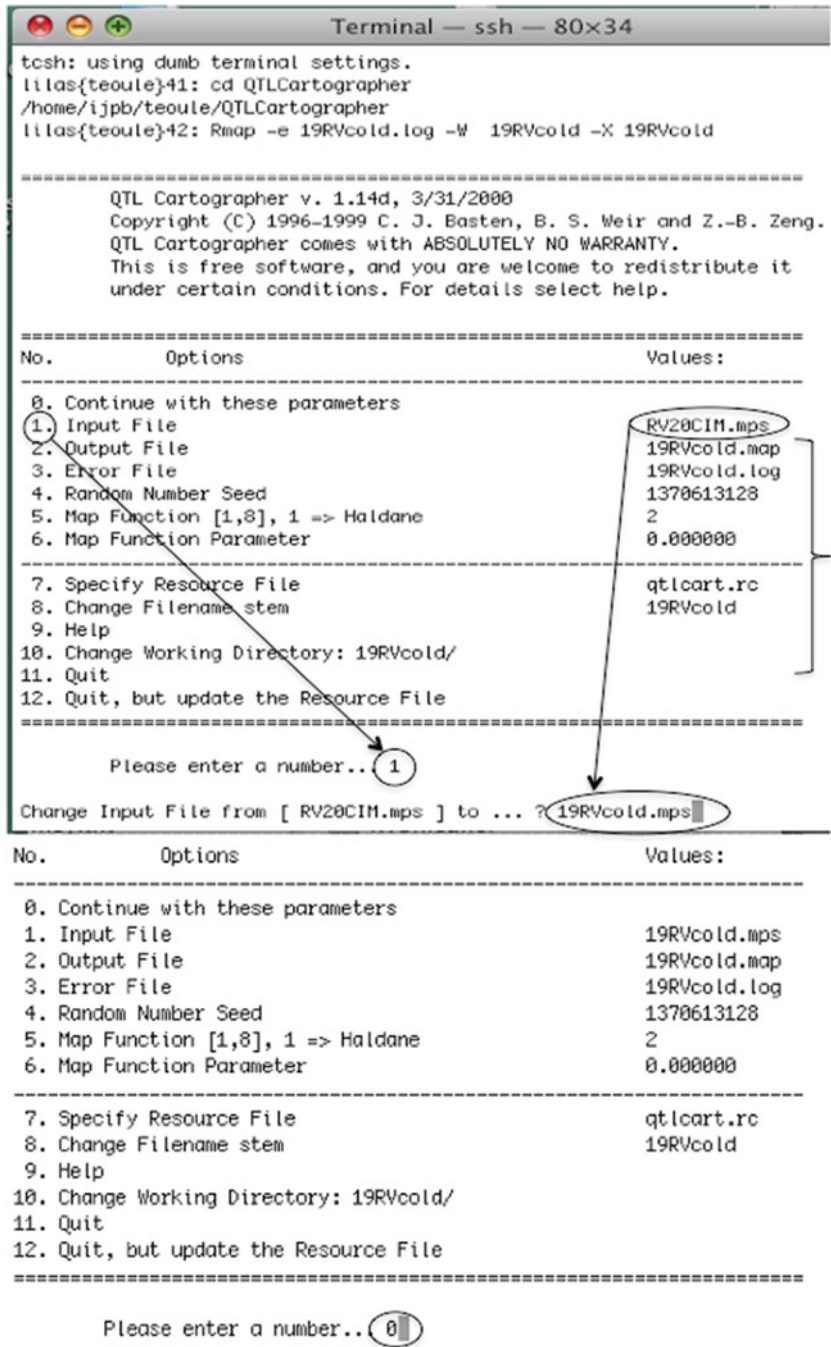 Terminal — ssh — 80×34
tcsh: using dumb terminal settings.
lilas{teoule}41: cd QTLCartographer
/home/ijpb/teoule/QTLCartographer
lilas{teoule}42: Rmap -e 19RVcold.log -W  19RVcold -X 19RVcold
QTL Cartographer v. 1.14d, 3/31/2000
Copyright (C) 1996-1999 C. J. Basten, B. S. Weir and Z.-B. Zeng.
QTL Cartographer comes with ABSOLUTELY NO WARRANTY.
This is free software, and you are welcome to redistribute it
under certain conditions. For details select help.
No. Options Values:
0. Continue with these parameters
1. Input File RV20CIM.mps
2. Output File 19RVcold.map
3. Error File 19RVcold.log
4. Random Number Seed 1370613128
5. Map Function [1,8], 1 => Haldane 2
6. Map Function Parameter 0.000000
7. Specify Resource File qtlcart.rc
8. Change Filename stem 19RVcold
9. Help
10. Change Working Directory: 19RVcold/
11. Quit
12. Quit, but update the Resource File
Please enter a number... 1
Change Input File from [ RV20CIM.mps ] to ... ? 19RVcold.mps
No. Options Values:
0. Continue with these parameters
1. Input File 19RVcold.mps
2. Output File 19RVcold.map
3. Error File 19RVcold.log
4. Random Number Seed 1370613128
5. Map Function [1,8], 1 => Haldane 2
6. Map Function Parameter 0.000000
7. Specify Resource File qtlcart.rc
8. Change Filename stem 19RVcold
9. Help
10. Change Working Directory: 19RVcold/
11. Quit
12. Quit, but update the Resource File
Please enter a number... 0